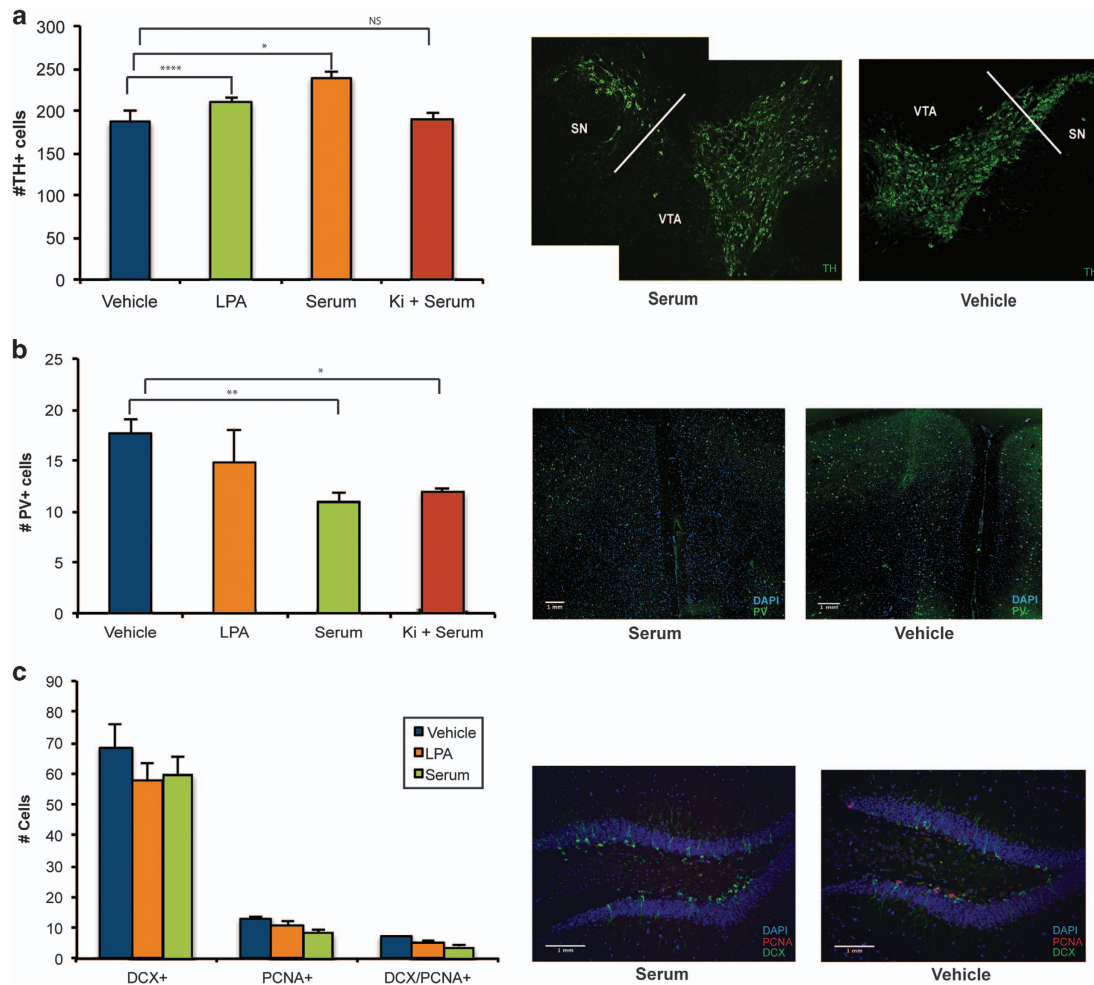 a
NS
*
****
300
250
200
150
100
50
0
#TH+ cells
Vehicle LPA Serum Ki + Serum
SN
VTA
TH
Serum
VTA
SN
TH
Vehicle
b
*
**
25
20
15
10
5
0
# PV+ cells
Vehicle LPA Serum Ki + Serum
1 mm
DAPI
PV
Serum
1 mm
DAPI
PV
Vehicle
c
90
80
70
60
50
40
30
20
10
0
# Cells
Vehicle
LPA
Serum
DCX+ PCNA+ DCX/PCNA+
1 mm
DAPI
PCNA
DCX
Serum
1 mm
DAPI
PCNA
DCX
Vehicle